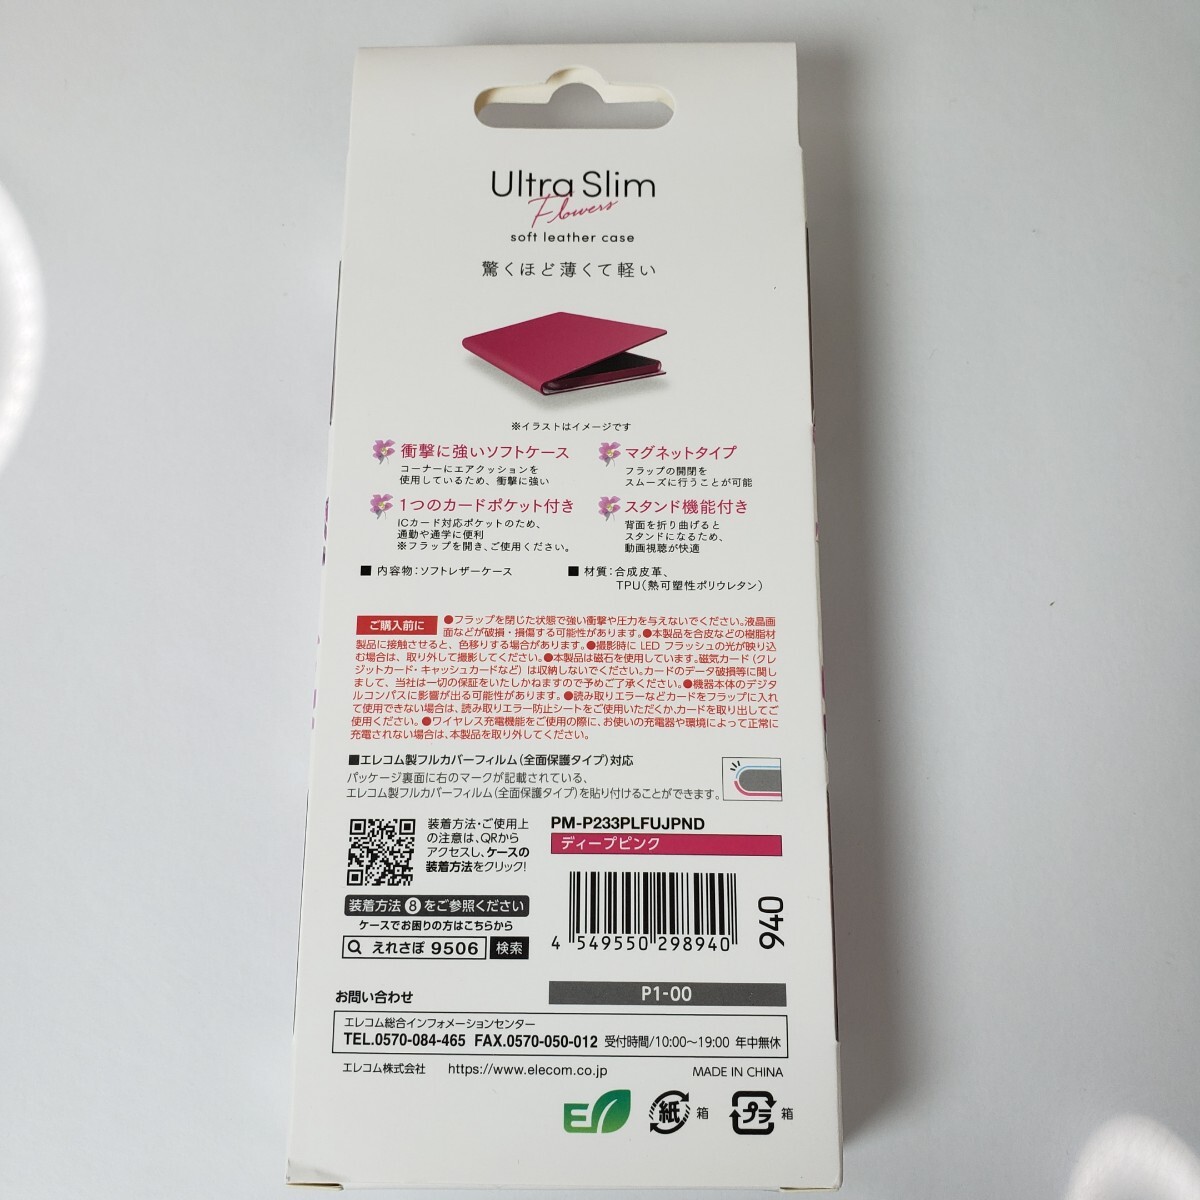 Ultra Slim
Flowers
soft leather case
驚くほど薄くて軽い
※イラストはイメージです
衝撃に強いソフトケース
コーナーにエアクッションを
使用しているため、衝撃に強い
マグネットタイプ
フラップの開閉を
スムーズに行うことが可能
1つのカードポケット付き
ICカード対応ポケットのため、
通勤や通学に便利
※フラップを開き、ご使用ください。
スタンド機能付き
背面を折り曲げると
スタンドになるため、
動画視聴が快適
■ 内容物：ソフトレザーケース
■ 材質：合成皮革、
TPU（熱可塑性ポリウレタン）
ご購入前に ●フラップを閉じた状態で強い衝撃や圧力を与えないでください。液晶画
面などが破損・損傷する可能性があります。●本製品を合皮などの樹脂材
製品に接触させると、色移りする場合があります。●撮影時に LED フラッシュの光が映り込
む場合は、取り外して撮影してください。●本製品は磁石を使用しています。磁気カード（クレ
ジットカード・キャッシュカードなど）は収納しないでください。カードのデータ破損等に関し
まして、当社は一切の保証をいたしかねますので予めご了承ください。●機器本体のデジタ
ルコンパスに影響が出る可能性があります。●読み取りエラーなどカードをフラップに入れ
て使用できない場合は、読み取りエラー防止シートをご使用いただくか、カードを取り出してご
使用ください。●ワイヤレス充電機能をご使用の際に、お使いの充電器や環境によって正常に
充電されない場合は、本製品を取り外してください。
■エレコム製フルカバーフィルム（全面保護タイプ）対応
パッケージ裏面に右のマークが記載されている、
エレコム製フルカバーフィルム（全面保護タイプ）を貼り付けることができます。
装着方法・ご使用上
の注意は、QRから
アクセスし、ケースの
装着方法をクリック！
装着方法 8 をご参照ください
ケースでお困りの方はこちらから
えれさぽ 9506 検索
PM-P233PLFUJPND
ディープピンク
4 549550 298940
940
P1-00
お問い合わせ
エレコム総合インフォメーションセンター
TEL.0570-084-465 FAX.0570-050-012 受付時間/10:00〜19:00 年中無休
エレコム株式会社 https://www.elecom.co.jp MADE IN CHINA
紙 箱 プラ 箱